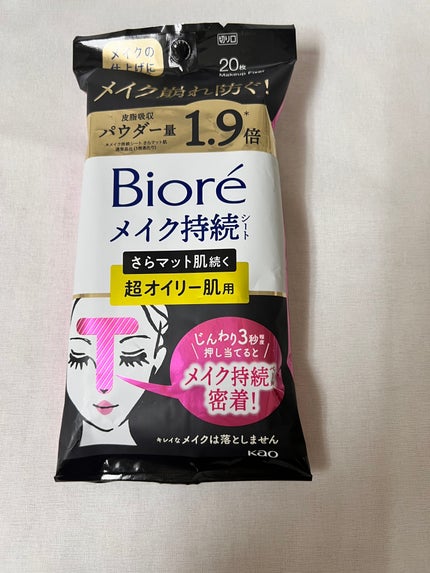 メイクの
仕上げに
切り口
20枚
Makeup Fixer
メイク崩れ防ぐ!
皮脂吸収
パウダー量
1.9*倍
Bioré
メイク持続シート
さらマット肌続く
超オイリー肌用
じんわり3秒
押し当てると
メイク持続
密着!
キレイなメイクは落としません
Kao